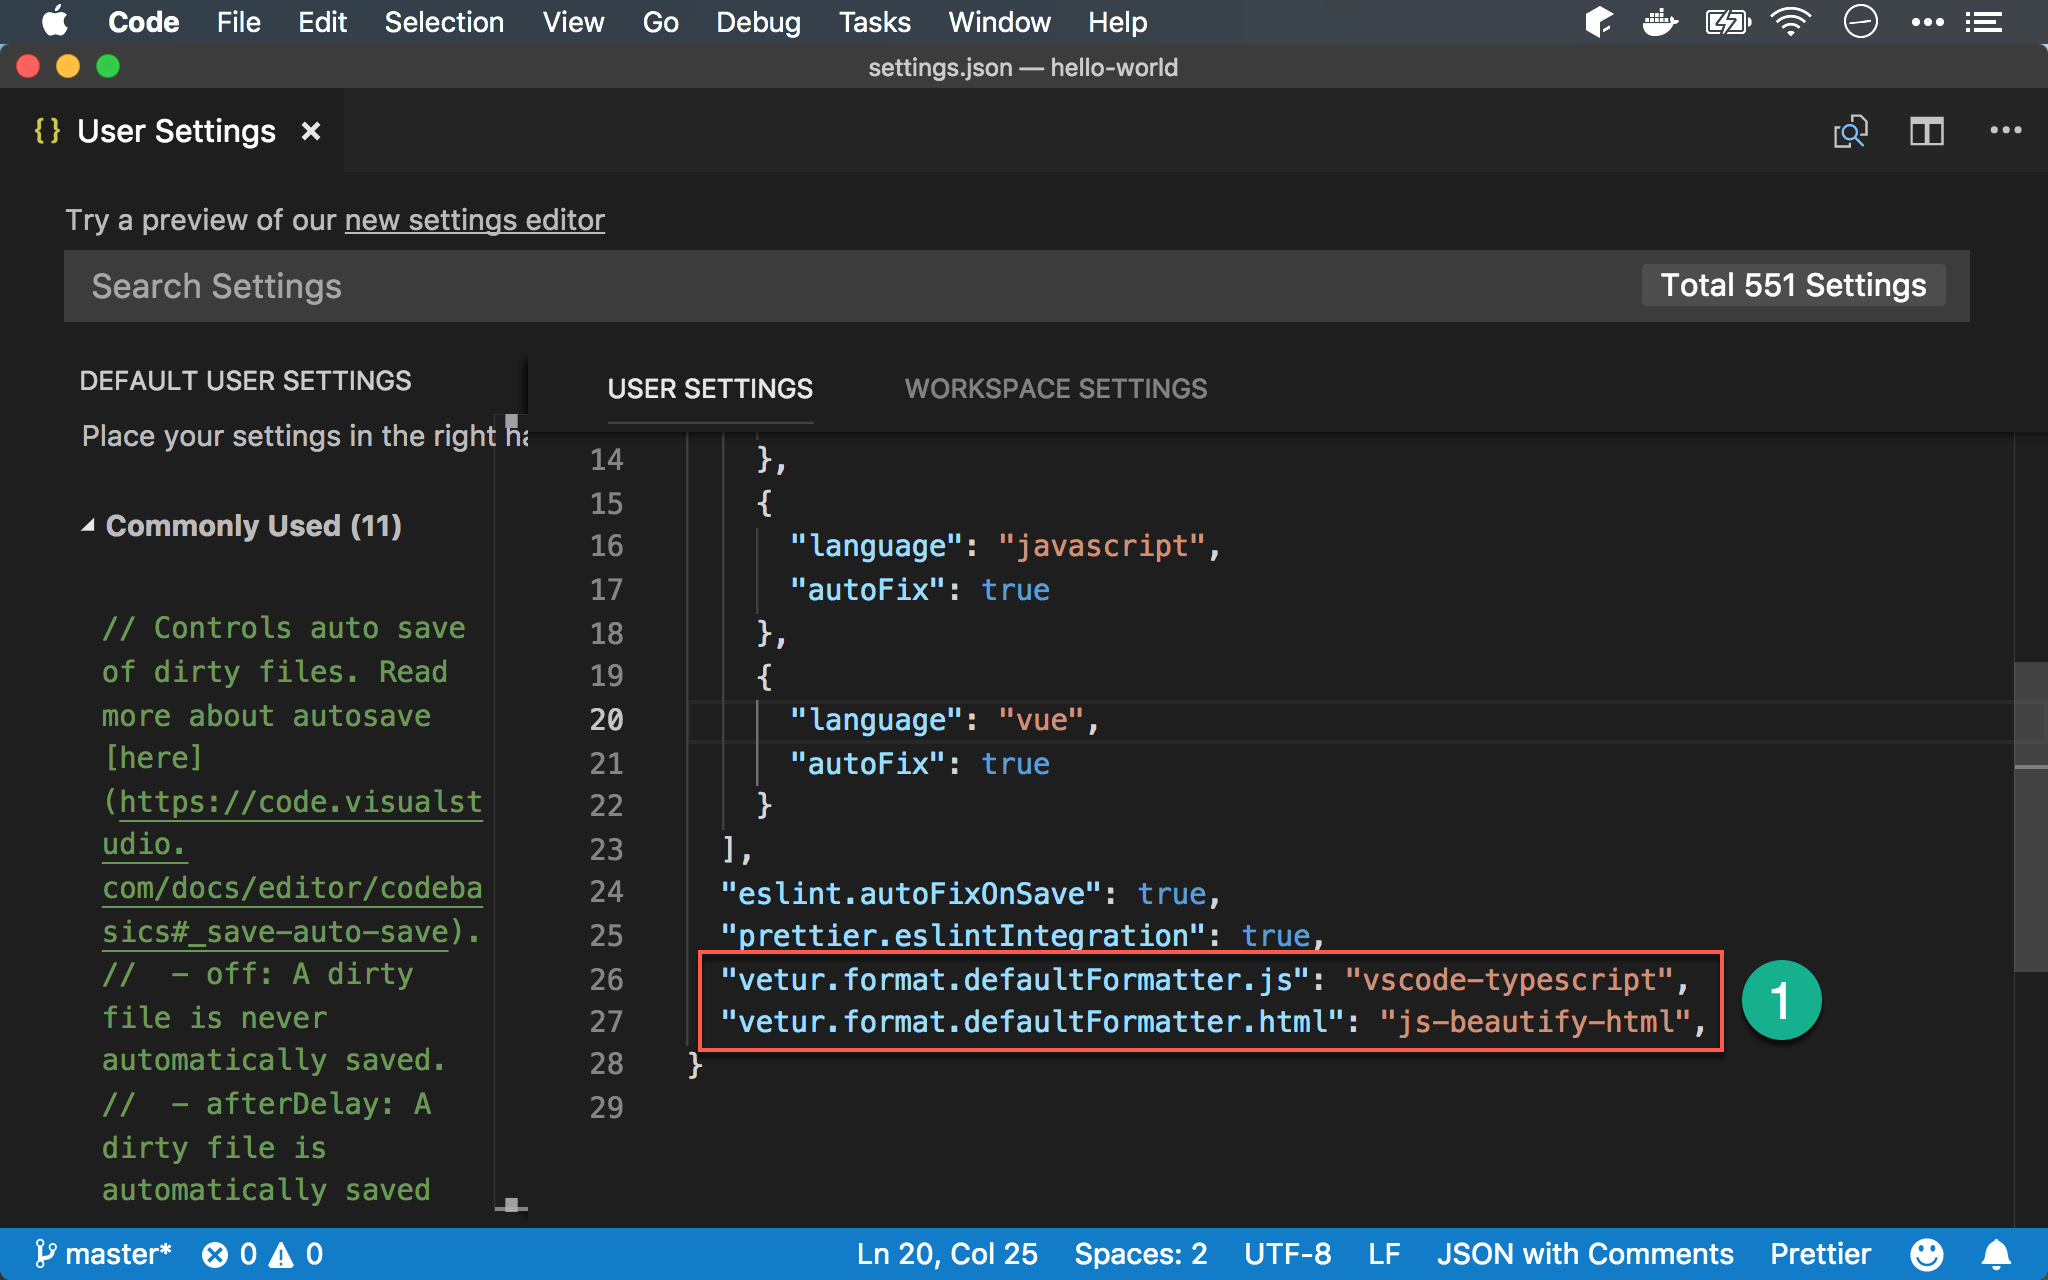 Code File Edit Selection View Go Debug Tasks Window Help
settings.json — hello-world
{} User Settings ×
Try a preview of our new settings editor
Search Settings
Total 551 Settings
DEFAULT USER SETTINGS
Place your settings in the right ha
Commonly Used (11)
// Controls auto save
of dirty files. Read
more about autosave
[here]
(https://code.visualst
udio.
com/docs/editor/codeba
sics#_save-auto-save).
//  - off: A dirty
file is never
automatically saved.
//  - afterDelay: A
dirty file is
automatically saved
USER SETTINGS WORKSPACE SETTINGS
14 },
15 {
16 "language": "javascript",
17 "autoFix": true
18 },
19 {
20 "language": "vue",
21 "autoFix": true
22 }
23 ],
24 "eslint.autoFixOnSave": true,
25 "prettier.eslintIntegration": true,
26 "vetur.format.defaultFormatter.js": "vscode-typescript",
27 "vetur.format.defaultFormatter.html": "js-beautify-html",
28 }
29
1
master* 0 0 Ln 20, Col 25 Spaces: 2 UTF-8 LF JSON with Comments Prettier